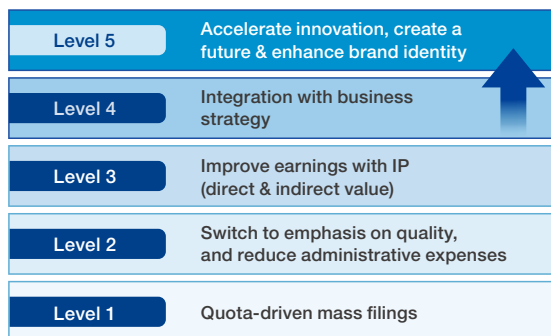 Level 5
Accelerate innovation, create a
future & enhance brand identity
Level 4
Integration with business
strategy
Level 3
Improve earnings with IP
(direct & indirect value)
Level 2
Switch to emphasis on quality,
and reduce administrative expenses
Level 1
Quota-driven mass filings